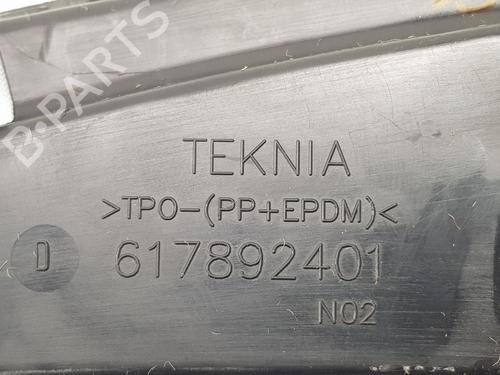 B-PARTS
TEKNIA
>TPO-(PP+EPDM)<
D 617892401
N02